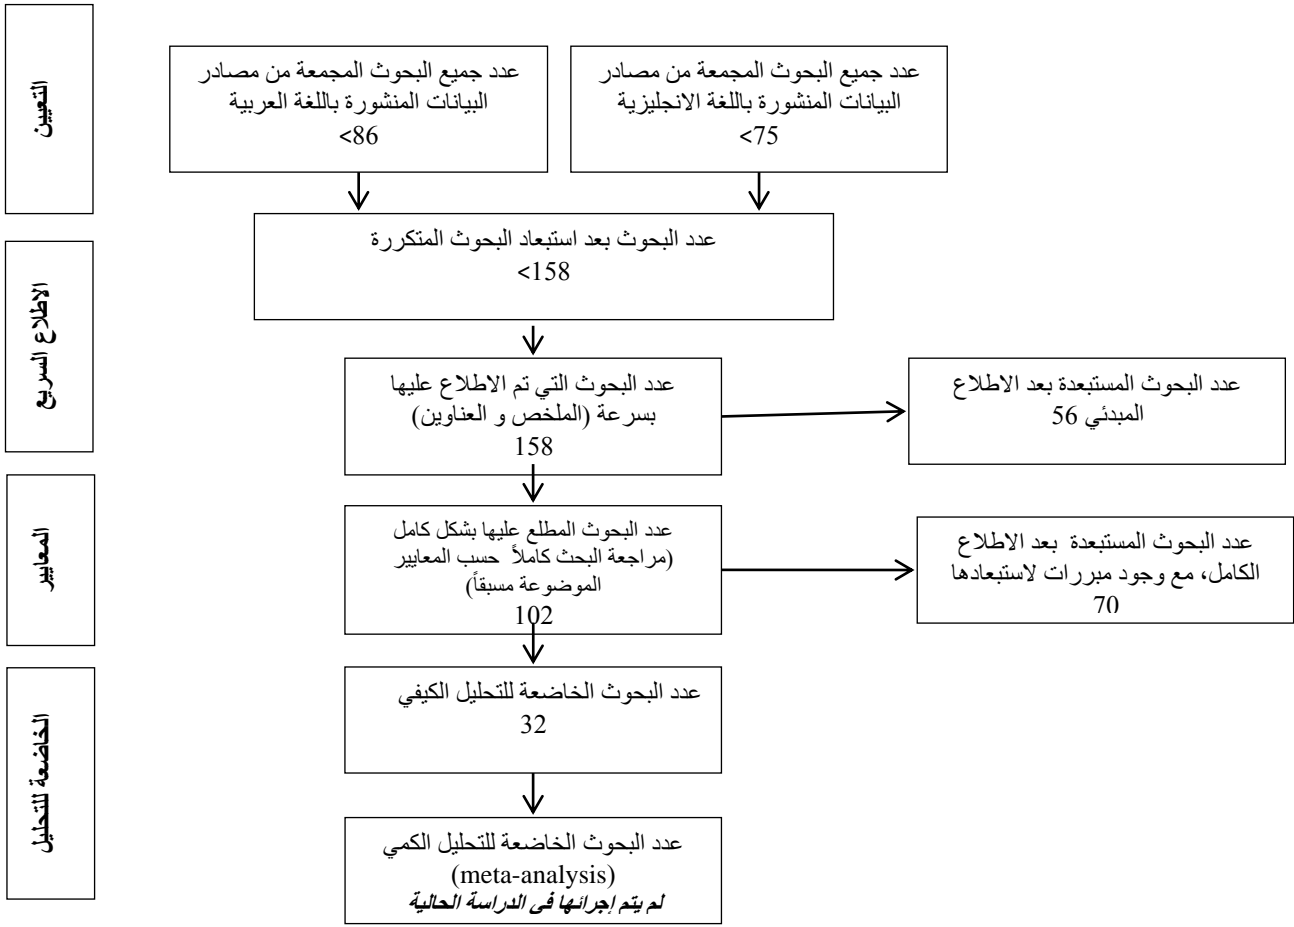 التعيين
عدد جميع البحوث المجمعة من مصادر
البيانات المنشورة باللغة الانجليزية
<75
عدد جميع البحوث المجمعة من مصادر
البيانات المنشورة باللغة العربية
<86
عدد البحوث بعد استبعاد البحوث المتكررة
<158
الاطلاع السريع
عدد البحوث التي تم الاطلاع عليها
بسرعة (الملخص و العناوين)
158
عدد البحوث المستبعدة بعد الاطلاع
المبدئي 56
المعايير
عدد البحوث المطلع عليها بشكل كامل
(مراجعة البحث كاملاً حسب المعايير
الموضوعة مسبقاً)
102
عدد البحوث المستبعدة بعد الاطلاع
الكامل، مع وجود مبررات لاستبعادها
70
الخاضعة للتحليل
عدد البحوث الخاضعة للتحليل الكيفي
32
عدد البحوث الخاضعة للتحليل الكمي
(meta-analysis)
لم يتم إجرائها في الدراسة الحالية